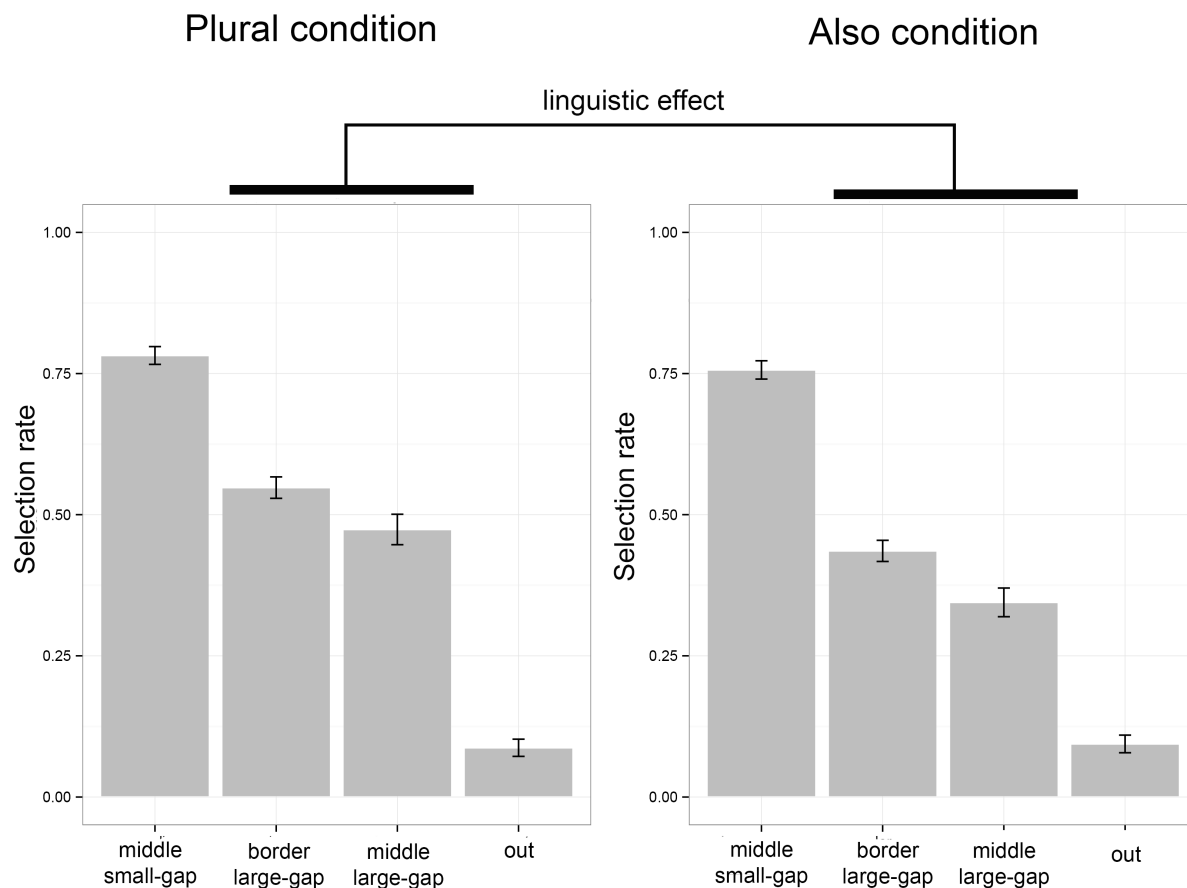 Plural condition
Also condition
linguistic effect
Selection rate
1.00
0.75
0.50
0.25
0.00
middle
small-gap
border
large-gap
middle
large-gap
out
Selection rate
1.00
0.75
0.50
0.25
0.00
middle
small-gap
border
large-gap
middle
large-gap
out